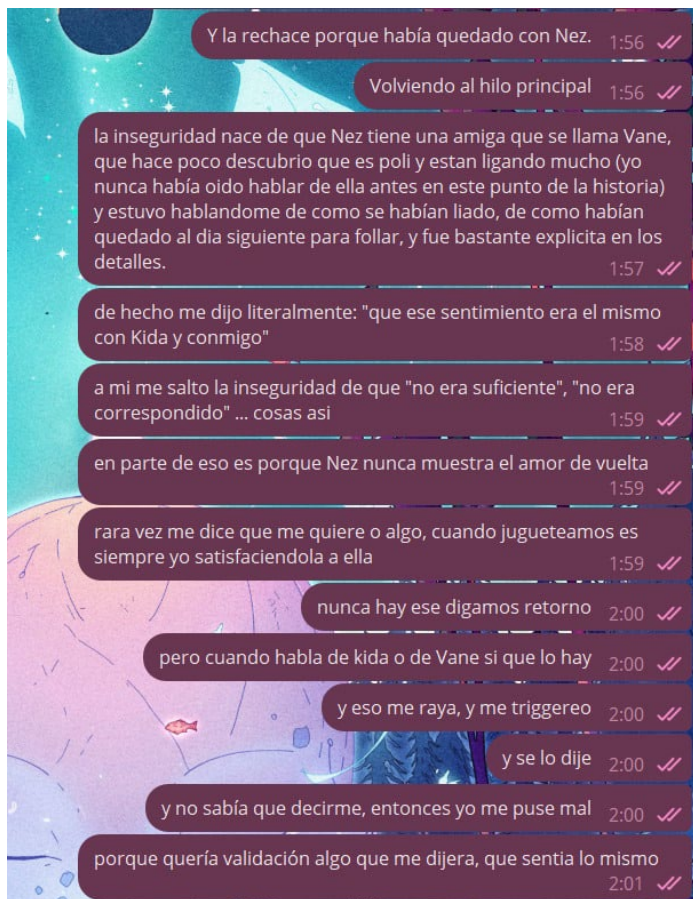 Y la rechace porque había quedado con Nez. 1:56
Volviendo al hilo principal 1:56
la inseguridad nace de que Nez tiene una amiga que se llama Vane,
que hace poco descubrio que es poli y estan ligando mucho (yo
nunca había oido hablar de ella antes en este punto de la historia)
y estuvo hablandome de como se habían liado, de como habían
quedado al dia siguiente para follar, y fue bastante explicita en los
detalles. 1:57
de hecho me dijo literalmente: "que ese sentimiento era el mismo
con Kida y conmigo" 1:58
a mi me salto la inseguridad de que "no era suficiente", "no era
correspondido" ... cosas asi 1:59
en parte de eso es porque Nez nunca muestra el amor de vuelta
1:59
rara vez me dice que me quiere o algo, cuando jugueteamos es
siempre yo satisfaciendola a ella 1:59
nunca hay ese digamos retorno 2:00
pero cuando habla de kida o de Vane si que lo hay 2:00
y eso me raya, y me triggereo 2:00
y se lo dije 2:00
y no sabía que decirme, entonces yo me puse mal 2:00
porque quería validación algo que me dijera, que sentia lo mismo
2:01